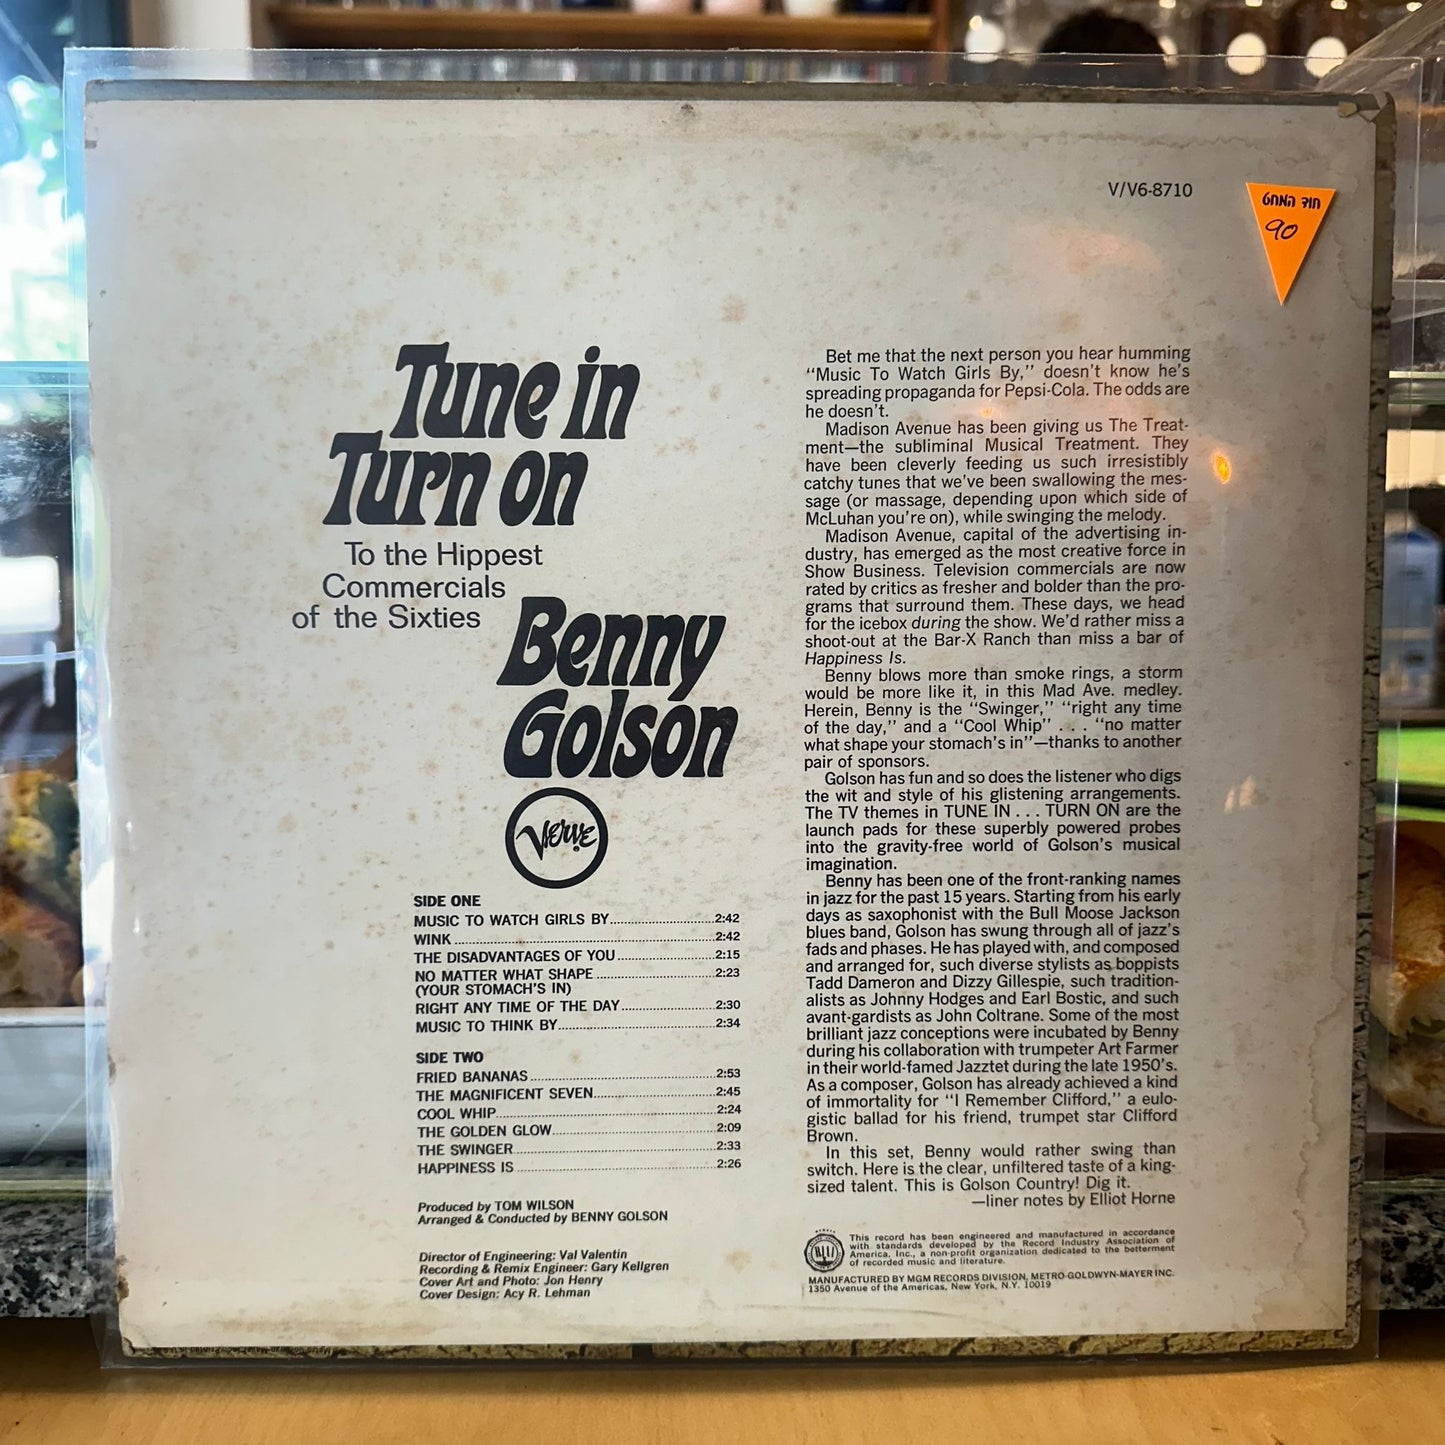 V/V6-8710
חוד המחט
90
Tune in
Turn on
To the Hippest
Commercials
of the Sixties
Benny
Golson
Verve
SIDE ONE
MUSIC TO WATCH GIRLS BY 2:42
WINK 2:42
THE DISADVANTAGES OF YOU 2:15
NO MATTER WHAT SHAPE 2:23
(YOUR STOMACH'S IN)
RIGHT ANY TIME OF THE DAY 2:30
MUSIC TO THINK BY 2:34
SIDE TWO
FRIED BANANAS 2:53
THE MAGNIFICENT SEVEN 2:45
COOL WHIP 2:24
THE GOLDEN GLOW 2:09
THE SWINGER 2:33
HAPPINESS IS 2:26
Produced by TOM WILSON
Arranged & Conducted by BENNY GOLSON
Director of Engineering: Val Valentin
Recording & Remix Engineer: Gary Kellgren
Cover Art and Photo: Jon Henry
Cover Design: Acy R. Lehman
Bet me that the next person you hear humming
"Music To Watch Girls By," doesn't know he's
spreading propaganda for Pepsi-Cola. The odds are
he doesn't.
Madison Avenue has been giving us The Treat-
ment—the subliminal Musical Treatment. They
have been cleverly feeding us such irresistibly
catchy tunes that we've been swallowing the mes-
sage (or massage, depending upon which side of
McLuhan you're on), while swinging the melody.
Madison Avenue, capital of the advertising in-
dustry, has emerged as the most creative force in
Show Business. Television commercials are now
rated by critics as fresher and bolder than the pro-
grams that surround them. These days, we head
for the icebox during the show. We'd rather miss a
shoot-out at the Bar-X Ranch than miss a bar of
Happiness Is.
Benny blows more than smoke rings, a storm
would be more like it, in this Mad Ave. medley.
Herein, Benny is the "Swinger," "right any time
of the day," and a "Cool Whip" . . . "no matter
what shape your stomach's in"—thanks to another
pair of sponsors.
Golson has fun and so does the listener who digs
the wit and style of his glistening arrangements.
The TV themes in TUNE IN . . . TURN ON are the
launch pads for these superbly powered probes
into the gravity-free world of Golson's musical
imagination.
Benny has been one of the front-ranking names
in jazz for the past 15 years. Starting from his early
days as saxophonist with the Bull Moose Jackson
blues band, Golson has swung through all of jazz's
fads and phases. He has played with, and composed
and arranged for, such diverse stylists as boppists
Tadd Dameron and Dizzy Gillespie, such tradition-
alists as Johnny Hodges and Earl Bostic, and such
avant-gardists as John Coltrane. Some of the most
brilliant jazz conceptions were incubated by Benny
during his collaboration with trumpeter Art Farmer
in their world-famed Jazztet during the late 1950's.
As a composer, Golson has already achieved a kind
of immortality for "I Remember Clifford," a eulo-
gistic ballad for his friend, trumpet star Clifford
Brown.
In this set, Benny would rather swing than
switch. Here is the clear, unfiltered taste of a king-
sized talent. This is Golson Country! Dig it.
—liner notes by Elliot Horne
This record has been engineered and manufactured in accordance
with standards developed by the Record Industry Association of
America, Inc., a non-profit organization dedicated to the betterment
of recorded music and literature.
MANUFACTURED BY MGM RECORDS DIVISION, METRO-GOLDWYN-MAYER INC.
1350 Avenue of the Americas, New York, N.Y. 10019